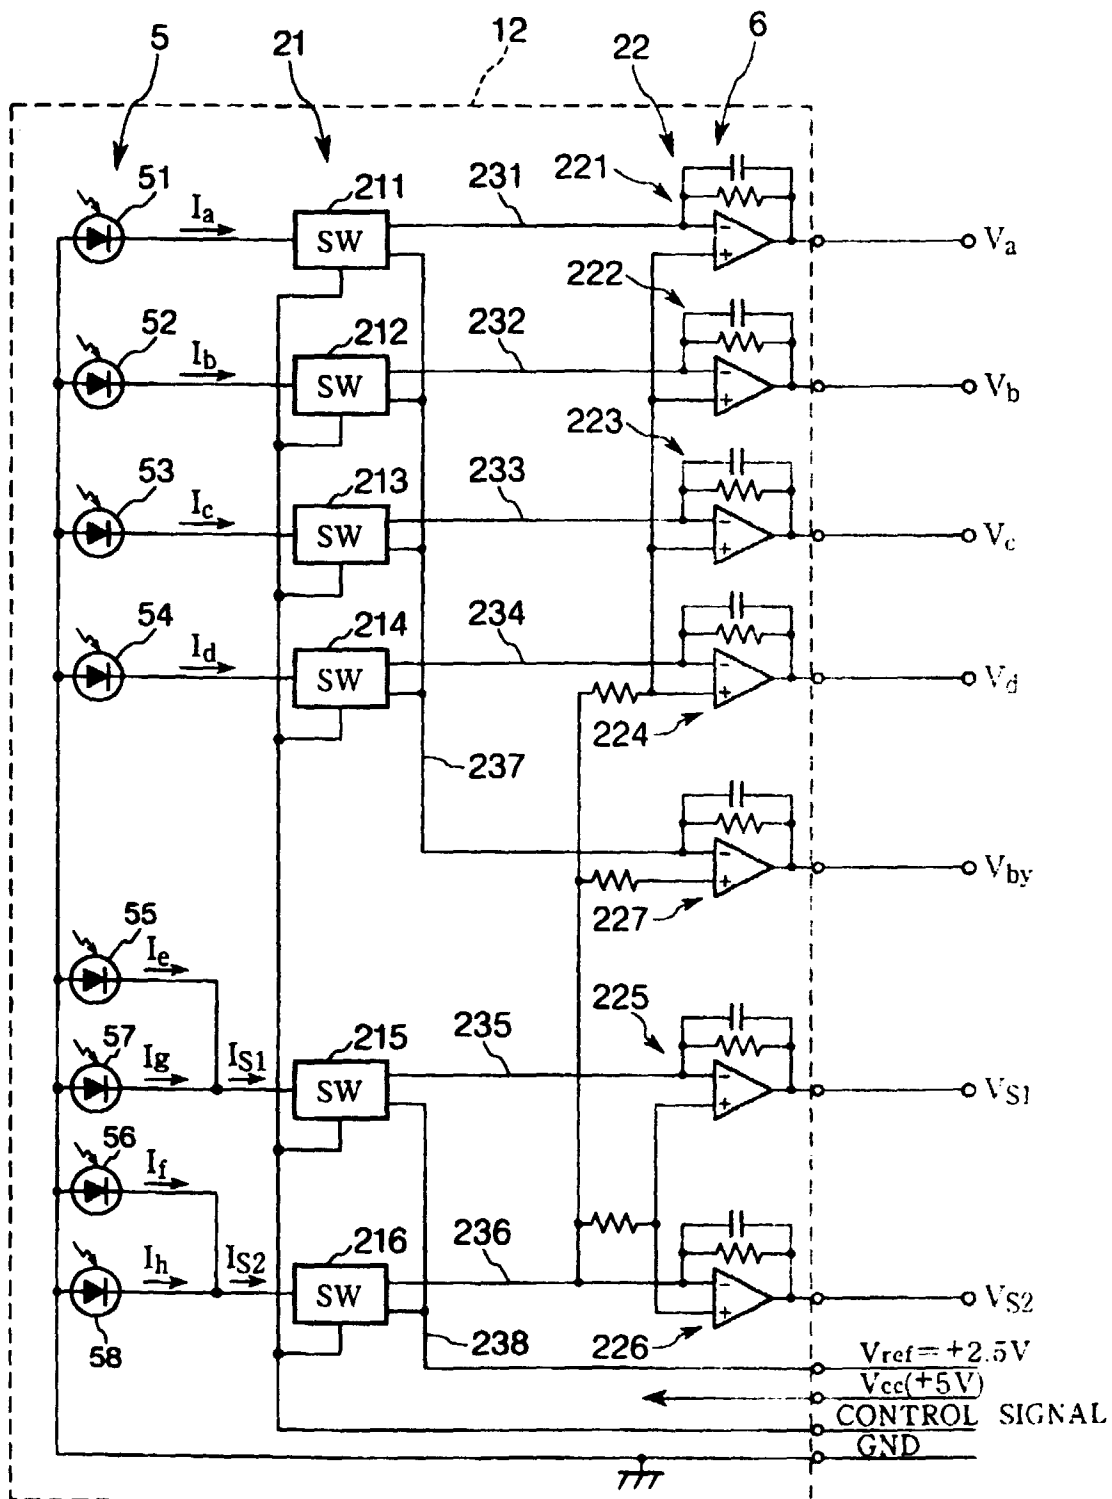 5 21 12 22 6
51 Ia 211 SW 231 221 − + Va
52 Ib 212 SW 232 222 − + Vb
53 Ic 213 SW 233 223 − + Vc
54 Id 214 SW 234 − + 224 Vd
237 − + 227 Vby
55 Ie
57 Ig IS1 215 SW 235 225 − + VS1
56 If
58 Ih IS2 216 SW 236 − + 226 VS2
238
Vref=+2.5V
Vcc(+5V)
CONTROL SIGNAL
GND